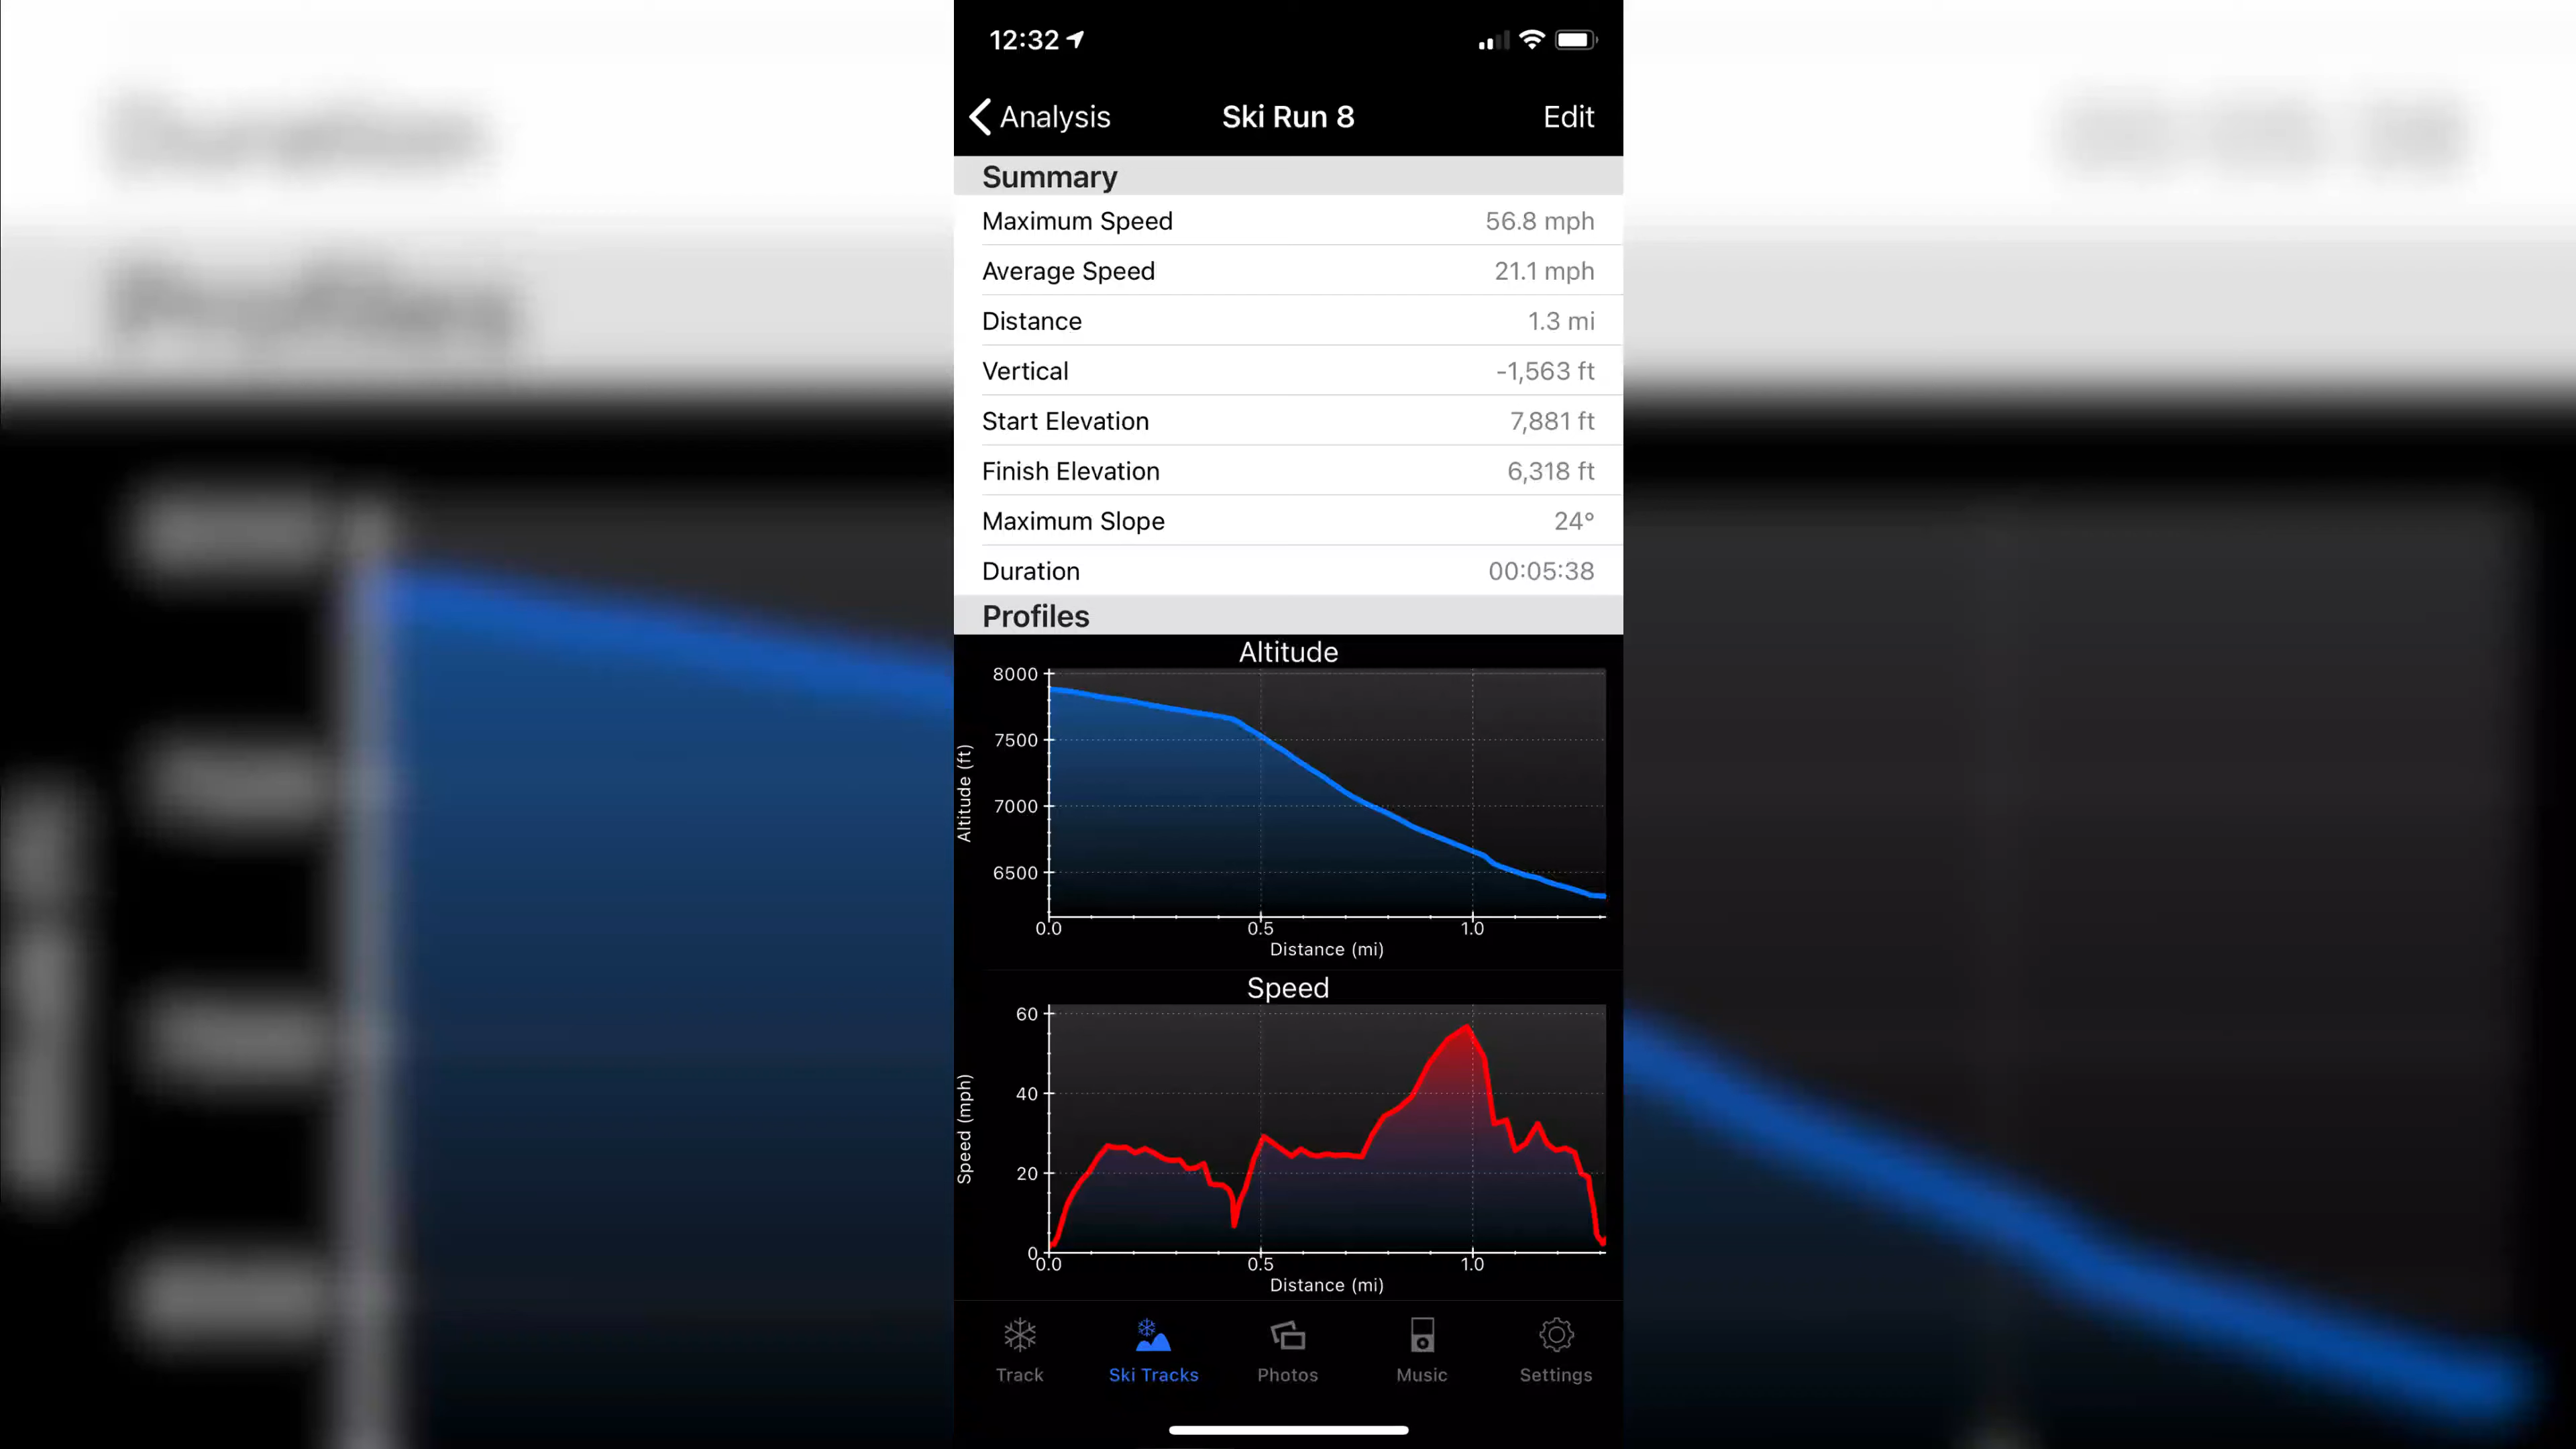 12:32
Analysis Ski Run 8 Edit
Summary
Maximum Speed 56.8 mph
Average Speed 21.1 mph
Distance 1.3 mi
Vertical -1,563 ft
Start Elevation 7,881 ft
Finish Elevation 6,318 ft
Maximum Slope 24°
Duration 00:05:38
Profiles
Altitude
8000
7500
7000
6500
Altitude (ft)
0.0 0.5 1.0
Distance (mi)
Speed
60
40
20
0
Speed (mph)
0.0 0.5 1.0
Distance (mi)
Track Ski Tracks Photos Music Settings